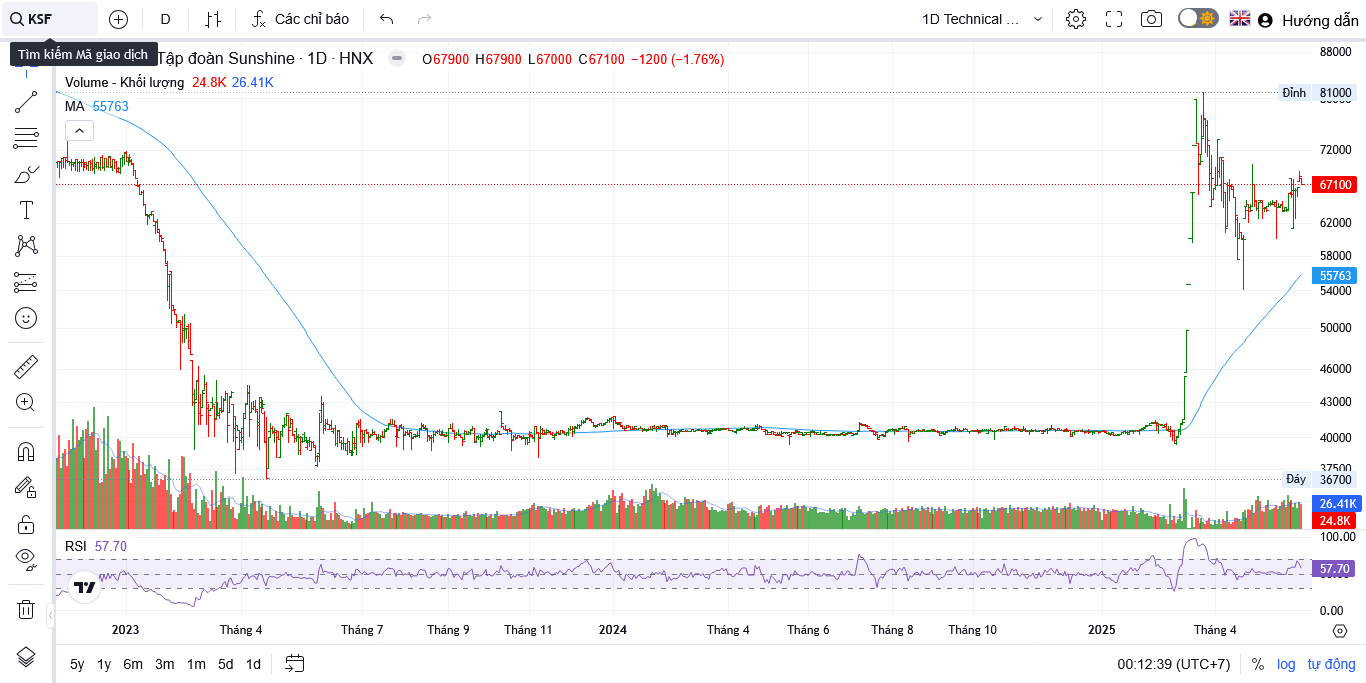 KSF
D
Các chỉ báo
1D Technical ...
Hướng dẫn
Tìm kiếm Mã giao dịch
Tập đoàn Sunshine · 1D · HNX
O67900 H67900 L67000 C67100 −1200 (−1.76%)
Volume - Khối lượng 24.8K 26.41K
MA 55763
88000
Đỉnh 81000
72000
67100
62000
58000
55763
54000
50000
46000
43000
40000
37500
Đáy 36700
26.41K
24.8K
RSI 57.70
100.00
57.70
0.00
2023 Tháng 4 Tháng 7 Tháng 9 Tháng 11 2024 Tháng 4 Tháng 6 Tháng 8 Tháng 10 2025 Tháng 4
5y 1y 6m 3m 1m 5d 1d
00:12:39 (UTC+7) % log tự động